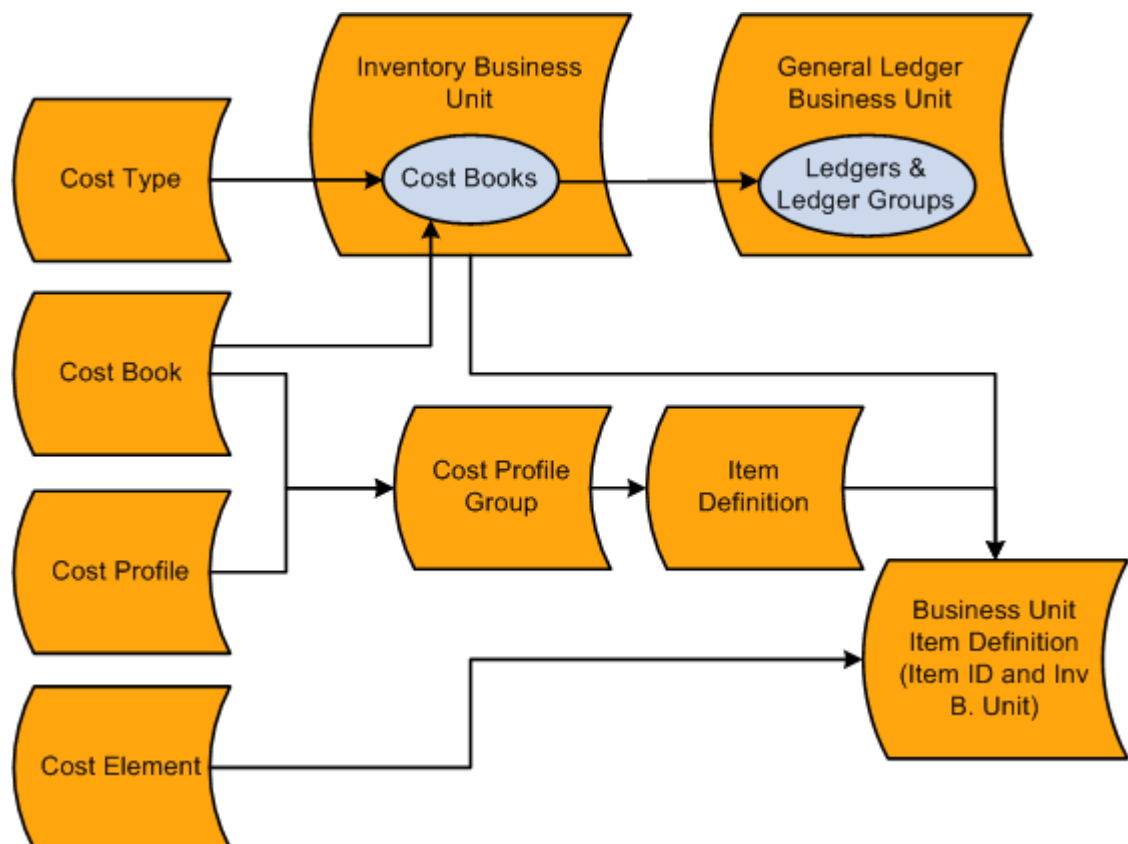 Inventory Business
Unit
General Ledger
Business Unit
Cost Type
Cost Books
Ledgers &
Ledger Groups
Cost Book
Cost Profile
Group
Item
Definition
Cost Profile
Business Unit
Item Definition
(Item ID and Inv
B. Unit)
Cost Element